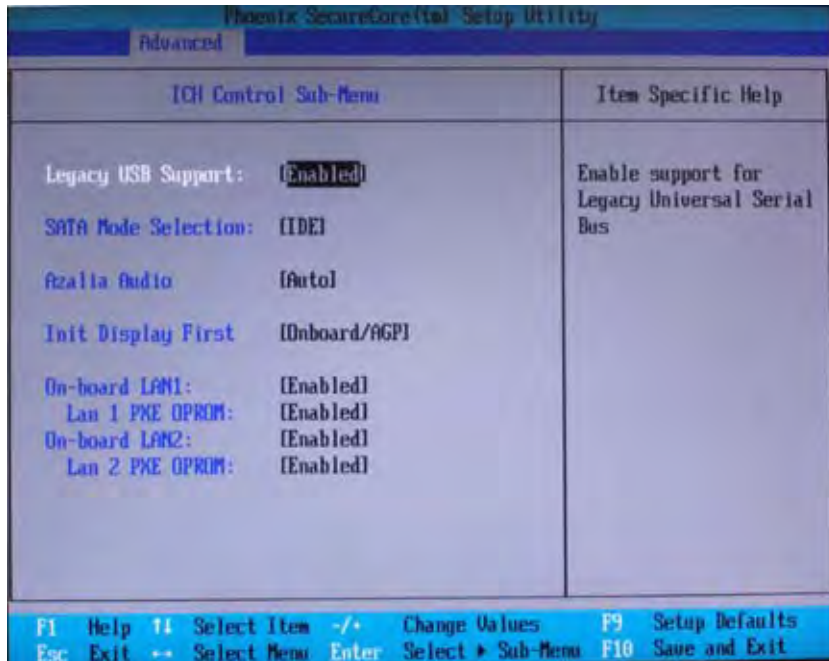 Phoenix SecureCore(tm) Setup Utility
Advanced
ICH Control Sub-Menu
Item Specific Help
Legacy USB Support: [Enabled]
SATA Mode Selection: [IDE]
Azalia Audio [Auto]
Init Display First [Onboard/AGP]
On-board LAN1: [Enabled]
Lan 1 PXE OPROM: [Enabled]
On-board LAN2: [Enabled]
Lan 2 PXE OPROM: [Enabled]
Enable support for
Legacy Universal Serial
Bus
F1 Help ↑↓ Select Item -/+ Change Values F9 Setup Defaults
Esc Exit ↔ Select Menu Enter Select ▶ Sub-Menu F10 Save and Exit